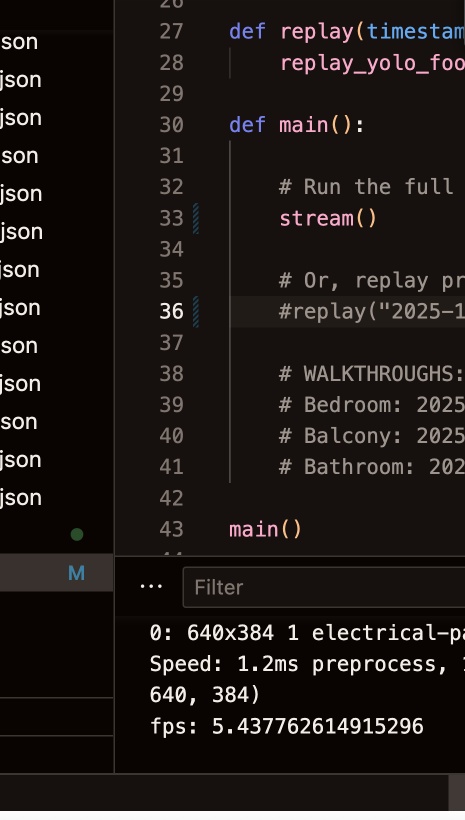 son
json
json
son
json
json
json
json
son
json
son
json
json
M
26
27 def replay(timestam
28 replay_yolo_foo
29
30 def main():
31
32 # Run the full
33 stream()
34
35 # Or, replay pr
36 #replay("2025-1
37
38 # WALKTHROUGHS:
39 # Bedroom: 2025
40 # Balcony: 2025
41 # Bathroom: 202
42
43 main()
... Filter
0: 640x384 1 electrical-pa
Speed: 1.2ms preprocess, 1
640, 384)
fps: 5.437762614915296